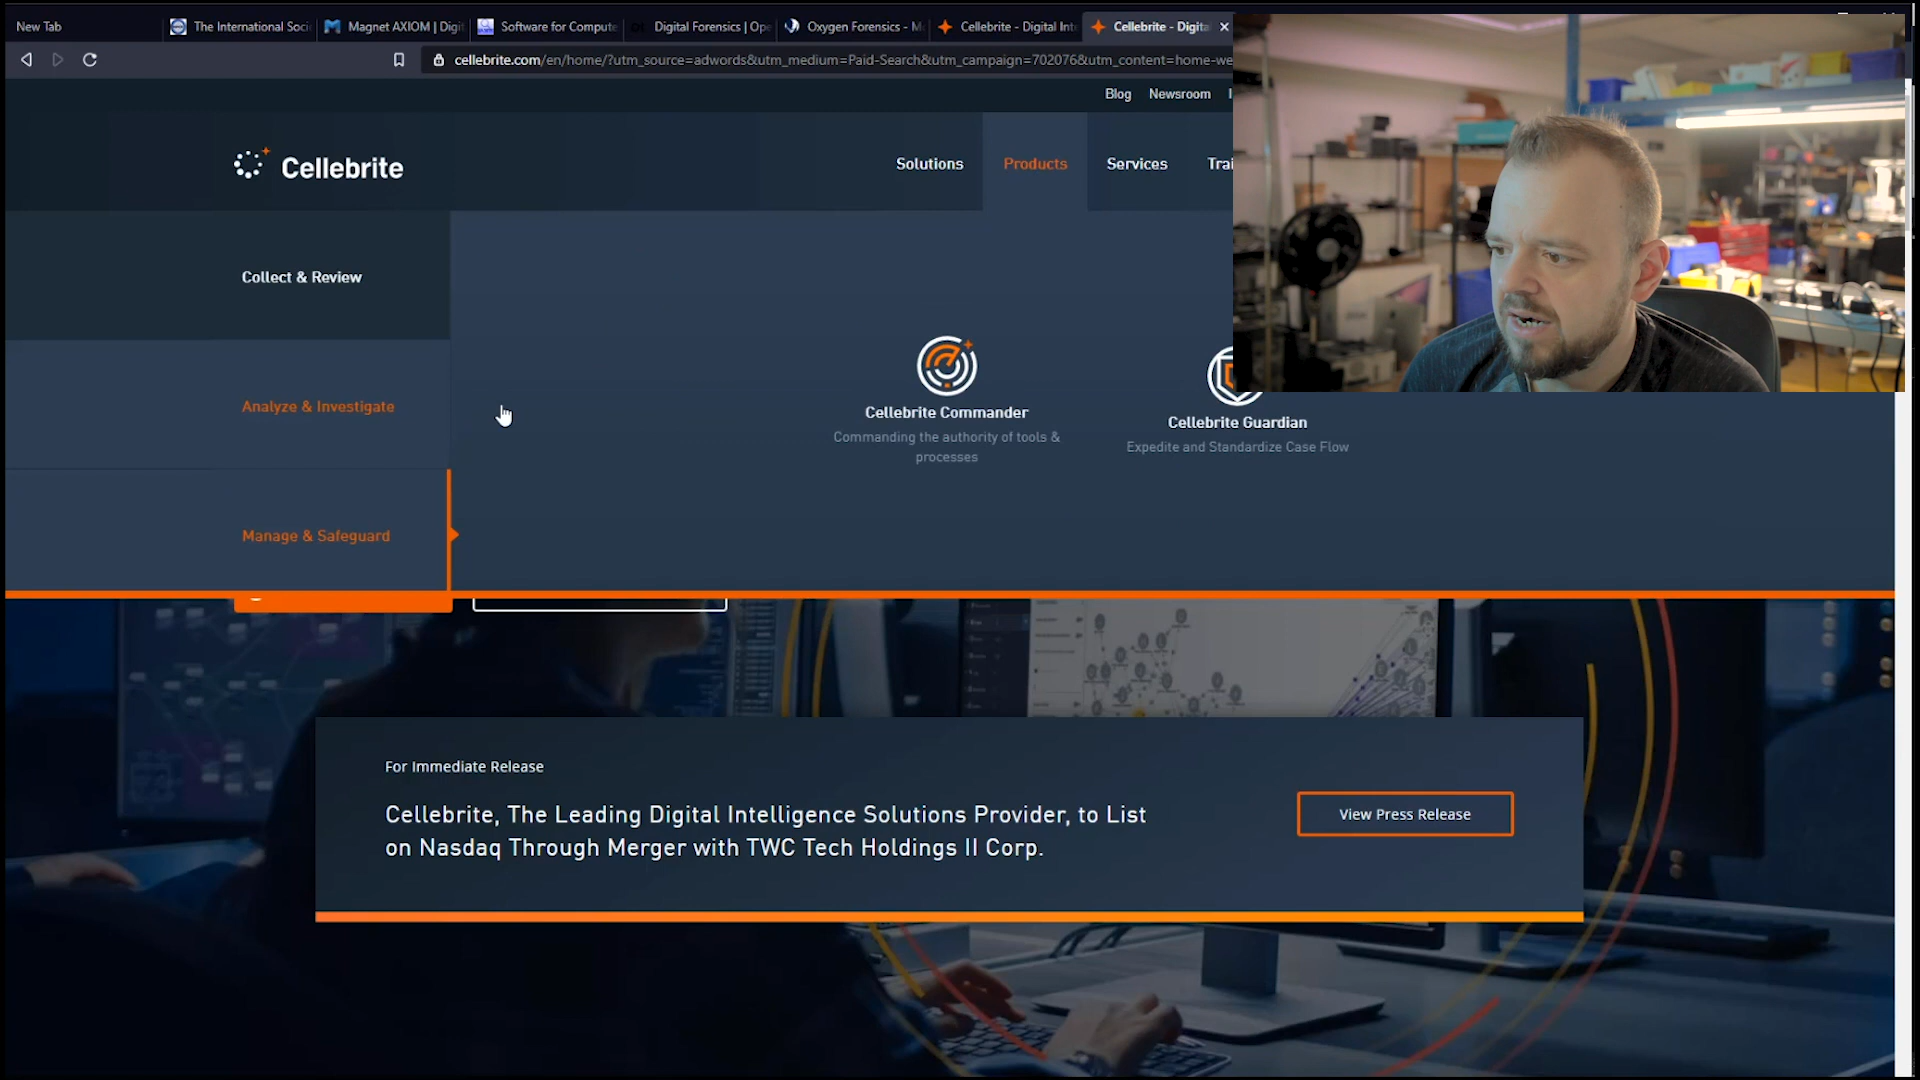 New Tab
The International Soci
Magnet AXIOM | Digi
Software for Compute
Digital Forensics | Ope
Oxygen Forensics - M
Cellebrite - Digital Int
Cellebrite - Digita
cellebrite.com/en/home/?utm_source=adwords&utm_medium=Paid-Search&utm_campaign=702076&utm_content=home-we
Blog
Newsroom
Cellebrite
Solutions
Products
Services
Trai
Collect & Review
Analyze & Investigate
Manage & Safeguard
Cellebrite Commander
Commanding the authority of tools &
processes
Cellebrite Guardian
Expedite and Standardize Case Flow
For Immediate Release
Cellebrite, The Leading Digital Intelligence Solutions Provider, to List
on Nasdaq Through Merger with TWC Tech Holdings II Corp.
View Press Release